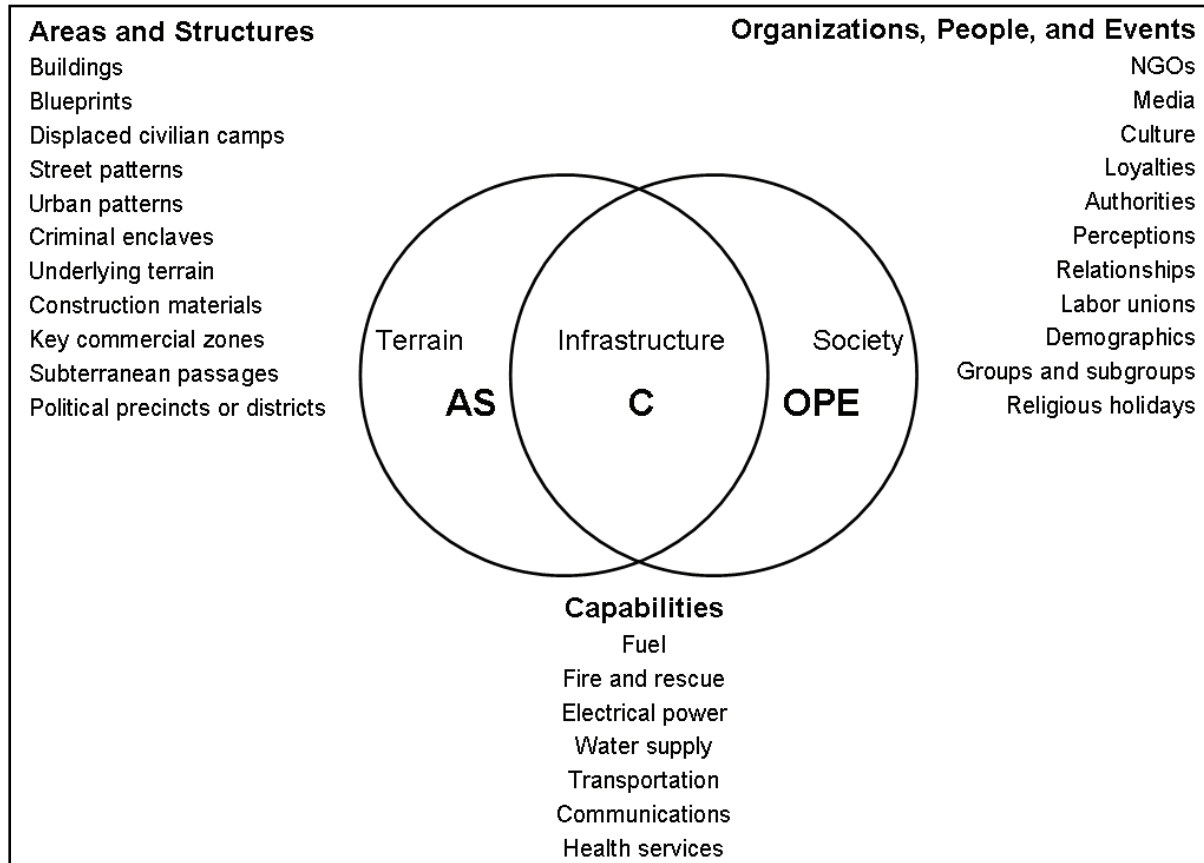 Areas and Structures
Buildings
Blueprints
Displaced civilian camps
Street patterns
Urban patterns
Criminal enclaves
Underlying terrain
Construction materials
Key commercial zones
Subterranean passages
Political precincts or districts
Organizations, People, and Events
NGOs
Media
Culture
Loyalties
Authorities
Perceptions
Relationships
Labor unions
Demographics
Groups and subgroups
Religious holidays
Terrain
AS
Infrastructure
C
Society
OPE
Capabilities
Fuel
Fire and rescue
Electrical power
Water supply
Transportation
Communications
Health services